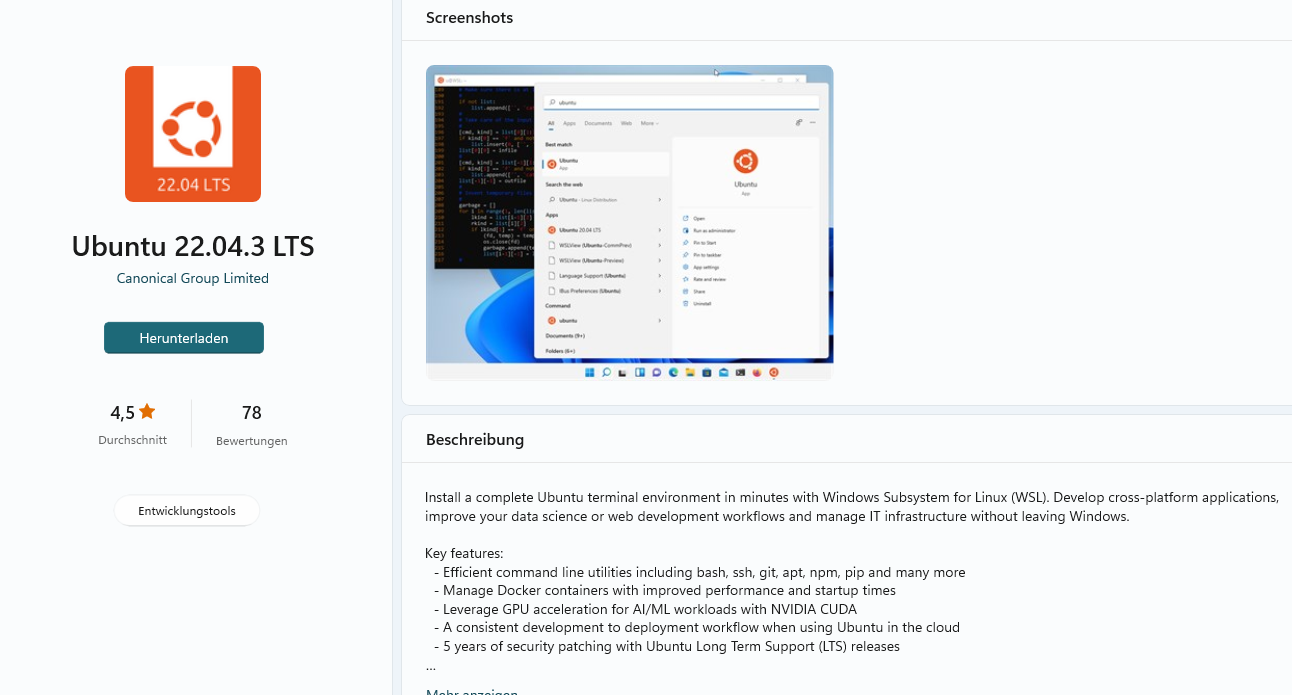 22.04 LTS
Ubuntu 22.04.3 LTS
Canonical Group Limited
Herunterladen
4,5
Durchschnitt
78
Bewertungen
Entwicklungstools
Screenshots
ubuntu
All Apps Documents Web More
Best match
Ubuntu
App
Search the web
Ubuntu - Linux Distribution
Apps
Ubuntu 20.04 LTS
WSLView (Ubuntu-CommPrev)
WSLView (Ubuntu-Preview)
Language Support (Ubuntu)
IBus Preferences (Ubuntu)
Command
ubuntu
Documents (9+)
Folders (6+)
Ubuntu
App
Open
Run as administrator
Pin to Start
Pin to taskbar
App settings
Rate and review
Share
Uninstall
Beschreibung
Install a complete Ubuntu terminal environment in minutes with Windows Subsystem for Linux (WSL). Develop cross-platform applications,
improve your data science or web development workflows and manage IT infrastructure without leaving Windows.
Key features:
- Efficient command line utilities including bash, ssh, git, apt, npm, pip and many more
- Manage Docker containers with improved performance and startup times
- Leverage GPU acceleration for AI/ML workloads with NVIDIA CUDA
- A consistent development to deployment workflow when using Ubuntu in the cloud
- 5 years of security patching with Ubuntu Long Term Support (LTS) releases
...
Mehr anzeigen